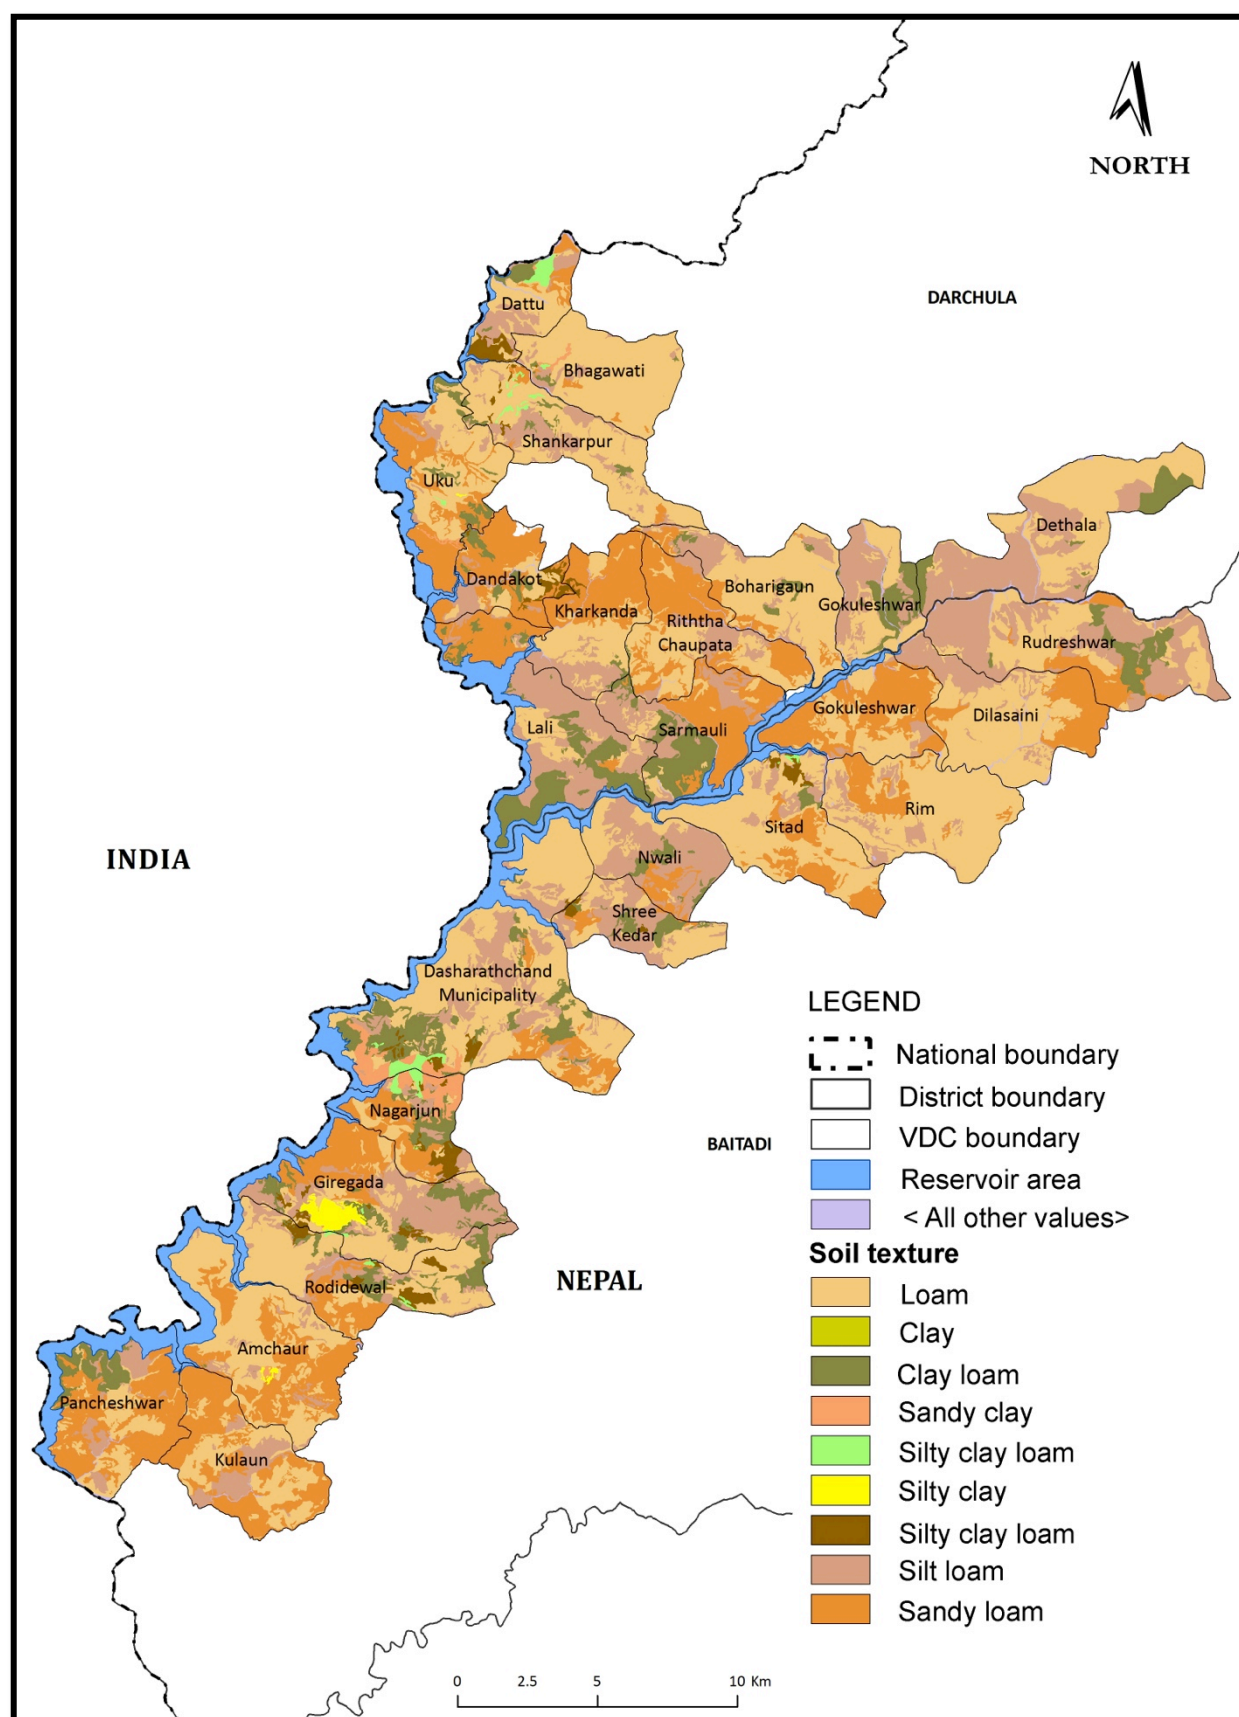 NORTH
DARCHULA
Dattu
Bhagawati
Shankarpur
Uku
Dethala
Dandakot
Kharkanda
Boharigaun
Gokuleshwar
Riththa
Chaupata
Rudreshwar
Lali
Sarmauli
Gokuleshwar
Dilasaini
Rim
Sitad
INDIA
Nwali
Shree
Kedar
Dasharathchand
Municipality
Nagarjun
BAITADI
Giregada
NEPAL
Rodidewal
Amchaur
Pancheshwar
Kulaun
LEGEND
National boundary
District boundary
VDC boundary
Reservoir area
< All other values>
Soil texture
Loam
Clay
Clay loam
Sandy clay
Silty clay loam
Silty clay
Silty clay loam
Silt loam
Sandy loam
0 2.5 5 10 Km